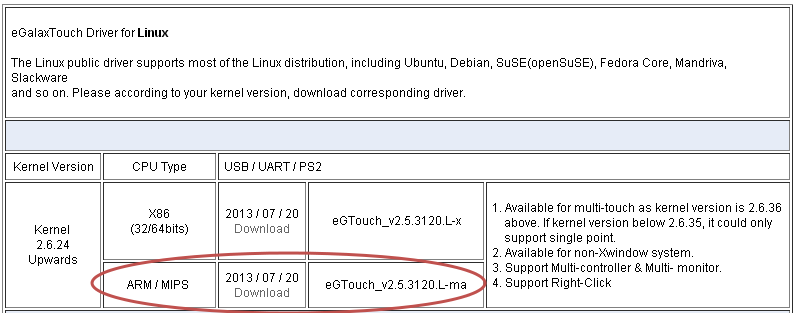 eGalaxTouch Driver for Linux
The Linux public driver supports most of the Linux distribution, including Ubuntu, Debian, SuSE(openSuSE), Fedora Core, Mandriva,
Slackware
and so on. Please according to your kernel version, download corresponding driver.
Kernel Version CPU Type USB / UART / PS2
Kernel
2.6.24
Upwards
X86
(32/64bits)
2013 / 07 / 20
Download
eGTouch_v2.5.3120.L-x
ARM / MIPS
2013 / 07 / 20
Download
eGTouch_v2.5.3120.L-ma
1. Available for multi-touch as kernel version is 2.6.36
above. If kernel version below 2.6.35, it could only
support single point.
2. Available for non-Xwindow system.
3. Support Multi-controller & Multi- monitor.
4. Support Right-Click